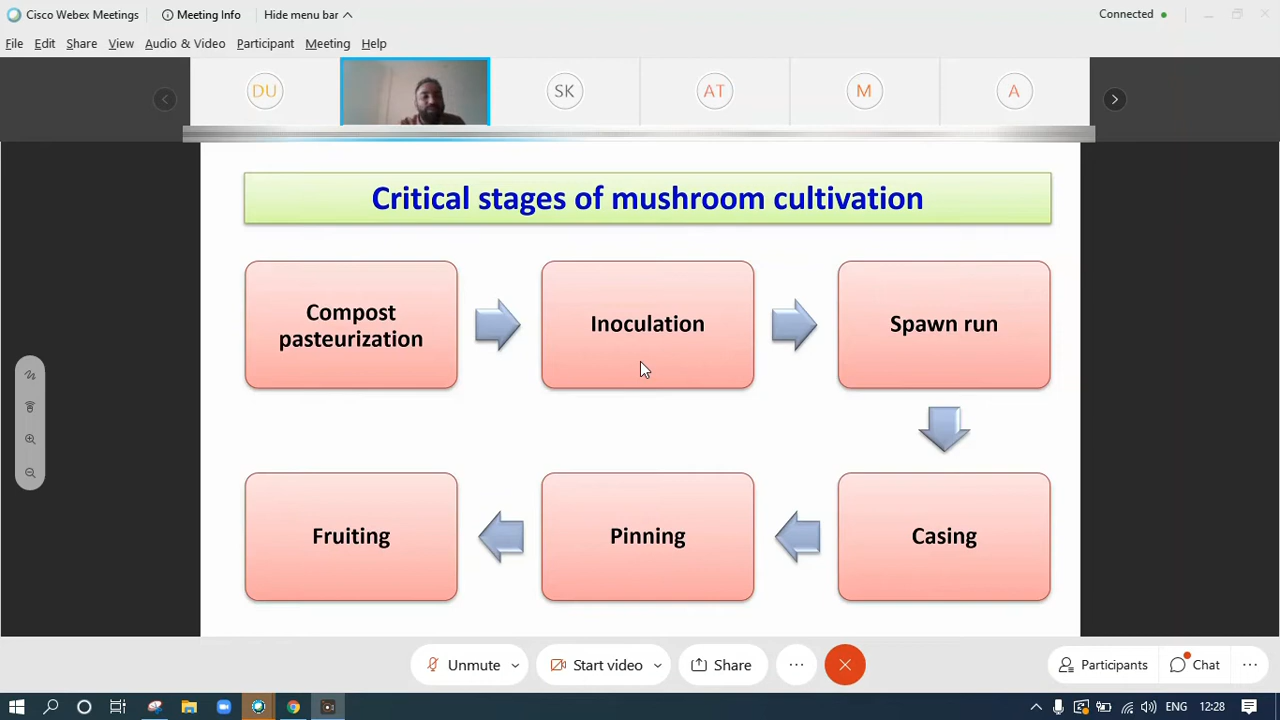 Cisco Webex Meetings
Meeting Info
Hide menu bar
Connected
File Edit Share View Audio & Video Participant Meeting Help
DU
SK
AT
M
A
Critical stages of mushroom cultivation
Compost
pasteurization
Inoculation
Spawn run
Fruiting
Pinning
Casing
Unmute
Start video
Share
Participants
Chat
ENG
12:28